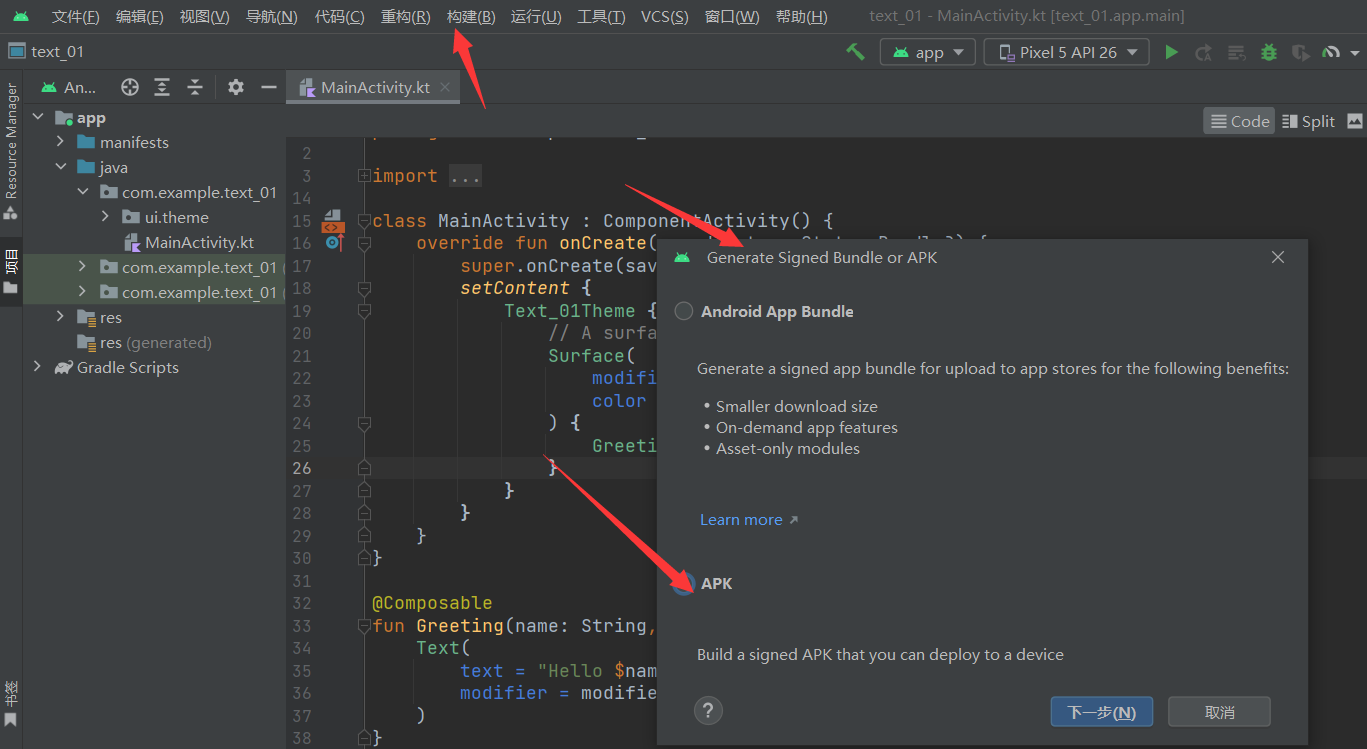 文件(F) 编辑(E) 视图(V) 导航(N) 代码(C) 重构(R) 构建(B) 运行(U) 工具(T) VCS(S) 窗口(W) 帮助(H) text_01 - MainActivity.kt [text_01.app.main]
text_01 app Pixel 5 API 26
An... MainActivity.kt
Code Split
Resource Manager
项目
书签
app
manifests
java
com.example.text_01
ui.theme
MainActivity.kt
com.example.text_01
com.example.text_01
res
res (generated)
Gradle Scripts
2
3 import ...
14
15 class MainActivity : ComponentActivity() {
16 override fun onCreate(
17 super.onCreate(sav
18 setContent {
19 Text_01Theme {
20 // A surfa
21 Surface(
22 modifi
23 color
24 ) {
25 Greeti
26 }
27 }
28 }
29 }
30 }
31
32 @Composable
33 fun Greeting(name: String,
34 Text(
35 text = "Hello $nam
36 modifier = modifie
37 )
38 }
Generate Signed Bundle or APK
Android App Bundle
Generate a signed app bundle for upload to app stores for the following benefits:
• Smaller download size
• On-demand app features
• Asset-only modules
Learn more
APK
Build a signed APK that you can deploy to a device
? 下一步(N) 取消